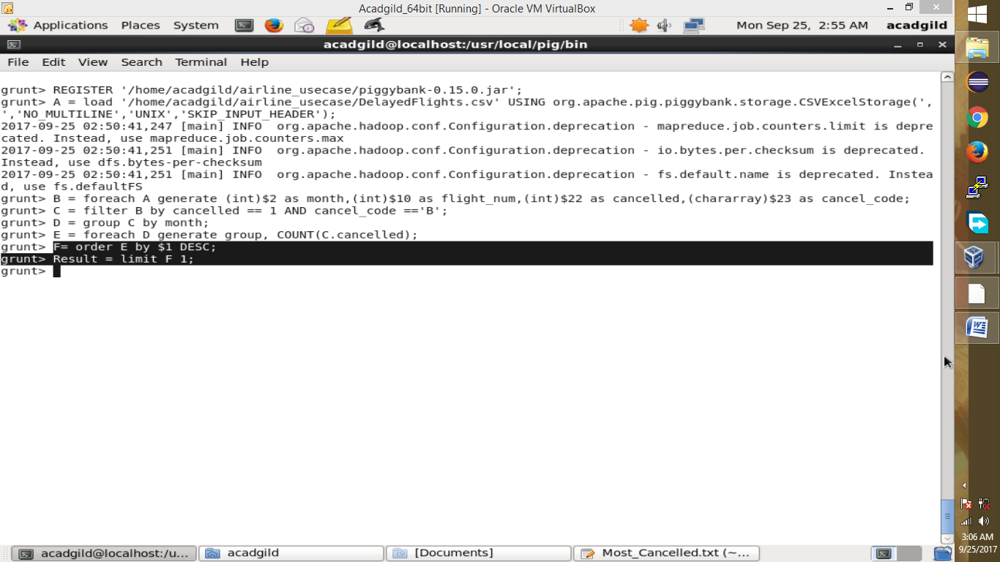 Acadgild_64bit [Running] - Oracle VM VirtualBox
Applications Places System Mon Sep 25, 2:55 AM acadgild
acadgild@localhost:/usr/local/pig/bin
File Edit View Search Terminal Help
grunt> REGISTER '/home/acadgild/airline_usecase/piggybank-0.15.0.jar';
grunt> A = load '/home/acadgild/airline_usecase/DelayedFlights.csv' USING org.apache.pig.piggybank.storage.CSVExcelStorage(',
','NO_MULTILINE','UNIX','SKIP_INPUT_HEADER');
2017-09-25 02:50:41,247 [main] INFO  org.apache.hadoop.conf.Configuration.deprecation - mapreduce.job.counters.limit is depre
cated. Instead, use mapreduce.job.counters.max
2017-09-25 02:50:41,251 [main] INFO  org.apache.hadoop.conf.Configuration.deprecation - io.bytes.per.checksum is deprecated.
Instead, use dfs.bytes-per-checksum
2017-09-25 02:50:41,251 [main] INFO  org.apache.hadoop.conf.Configuration.deprecation - fs.default.name is deprecated. Instea
d, use fs.defaultFS
grunt> B = foreach A generate (int)$2 as month,(int)$10 as flight_num,(int)$22 as cancelled,(chararray)$23 as cancel_code;
grunt> C = filter B by cancelled == 1 AND cancel_code =='B';
grunt> D = group C by month;
grunt> E = foreach D generate group, COUNT(C.cancelled);
grunt> F= order E by $1 DESC;
grunt> Result = limit F 1;
grunt>
acadgild@localhost:/u... acadgild [Documents] Most_Cancelled.txt (~...
3:06 AM
9/25/2017